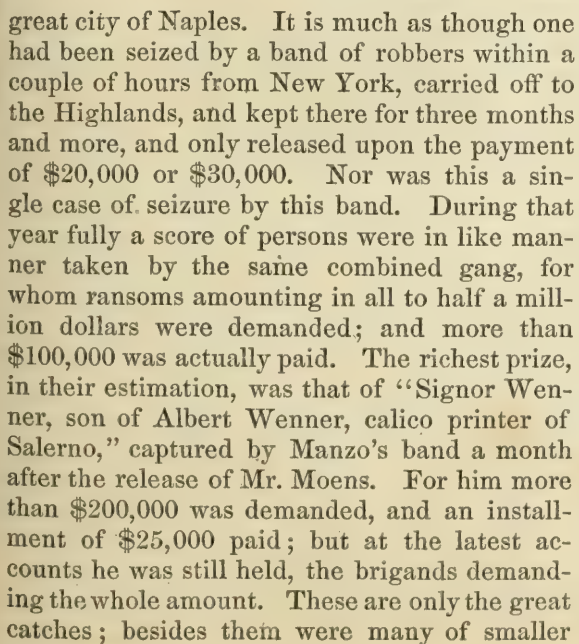 great city of Naples. It is much as though one
had been seized by a band of robbers within a
couple of hours from New York, carried off to
the Highlands, and kept there for three months
and more, and only released upon the payment
of $20,000 or $30,000. Nor was this a sin-
gle case of seizure by this band. During that
year fully a score of persons were in like man-
ner taken by the same combined gang, for
whom ransoms amounting in all to half a mill-
ion dollars were demanded; and more than
$100,000 was actually paid. The richest prize,
in their estimation, was that of “Signor Wen-
ner, son of Albert Wenner, calico printer of
Salerno,” captured by Manzo’s band a month
after the release of Mr. Moens. For him more
than $200,000 was demanded, and an install-
ment of $25,000 paid; but at the latest ac-
counts he was still held, the brigands demand-
ing the whole amount. These are only the great
catches; besides them were many of smaller